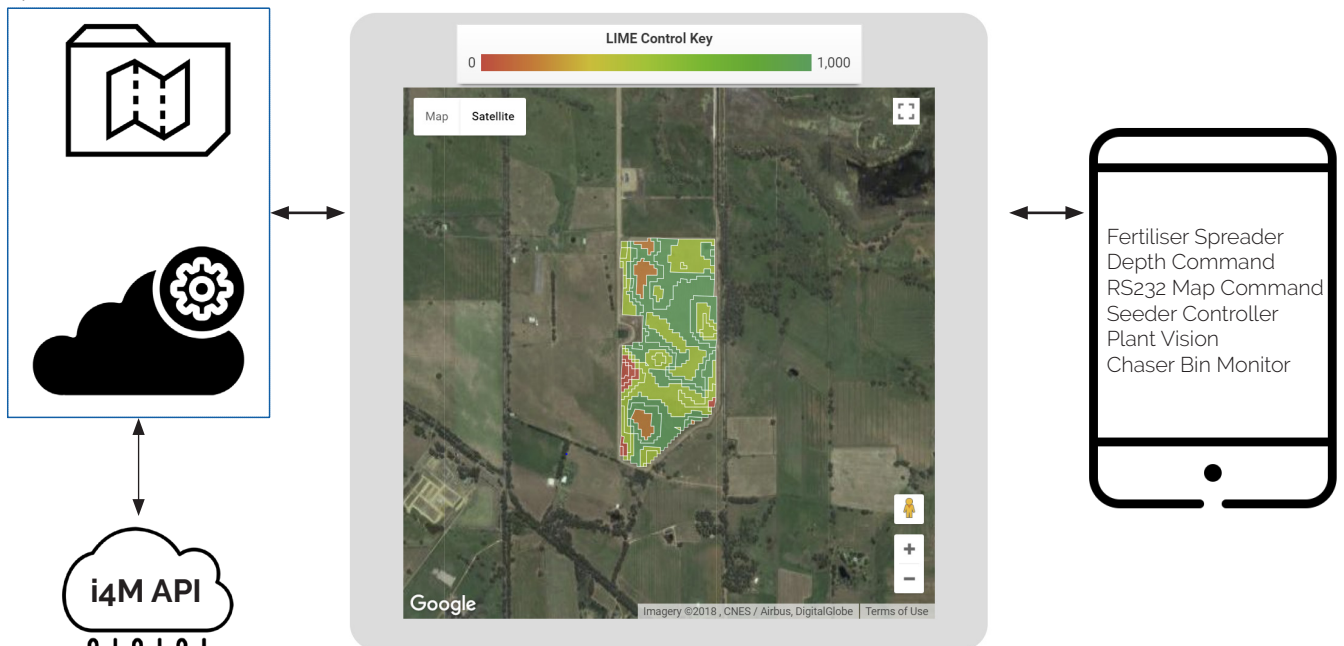 LIME Control Key
0 1,000
Map Satellite
Fertiliser Spreader
Depth Command
RS232 Map Command
Seeder Controller
Plant Vision
Chaser Bin Monitor
i4M API
Google
Imagery ©2018 , CNES / Airbus, DigitalGlobe Terms of Use